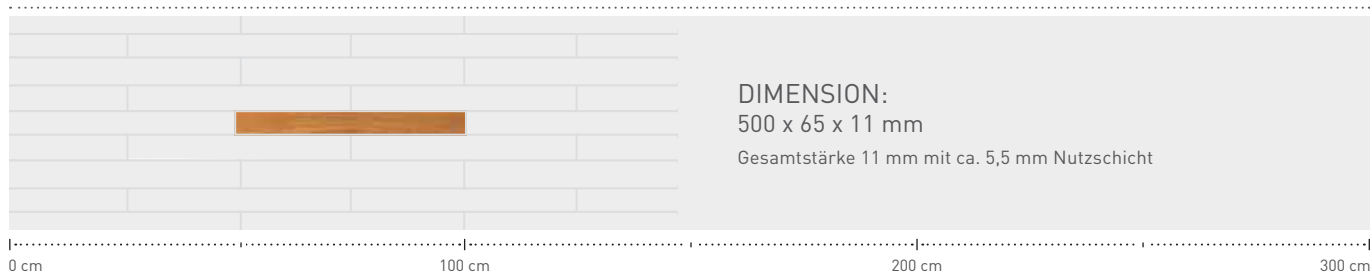 DIMENSION:
500 x 65 x 11 mm
Gesamtstärke 11 mm mit ca. 5,5 mm Nutzschicht
0 cm 100 cm 200 cm 300 cm